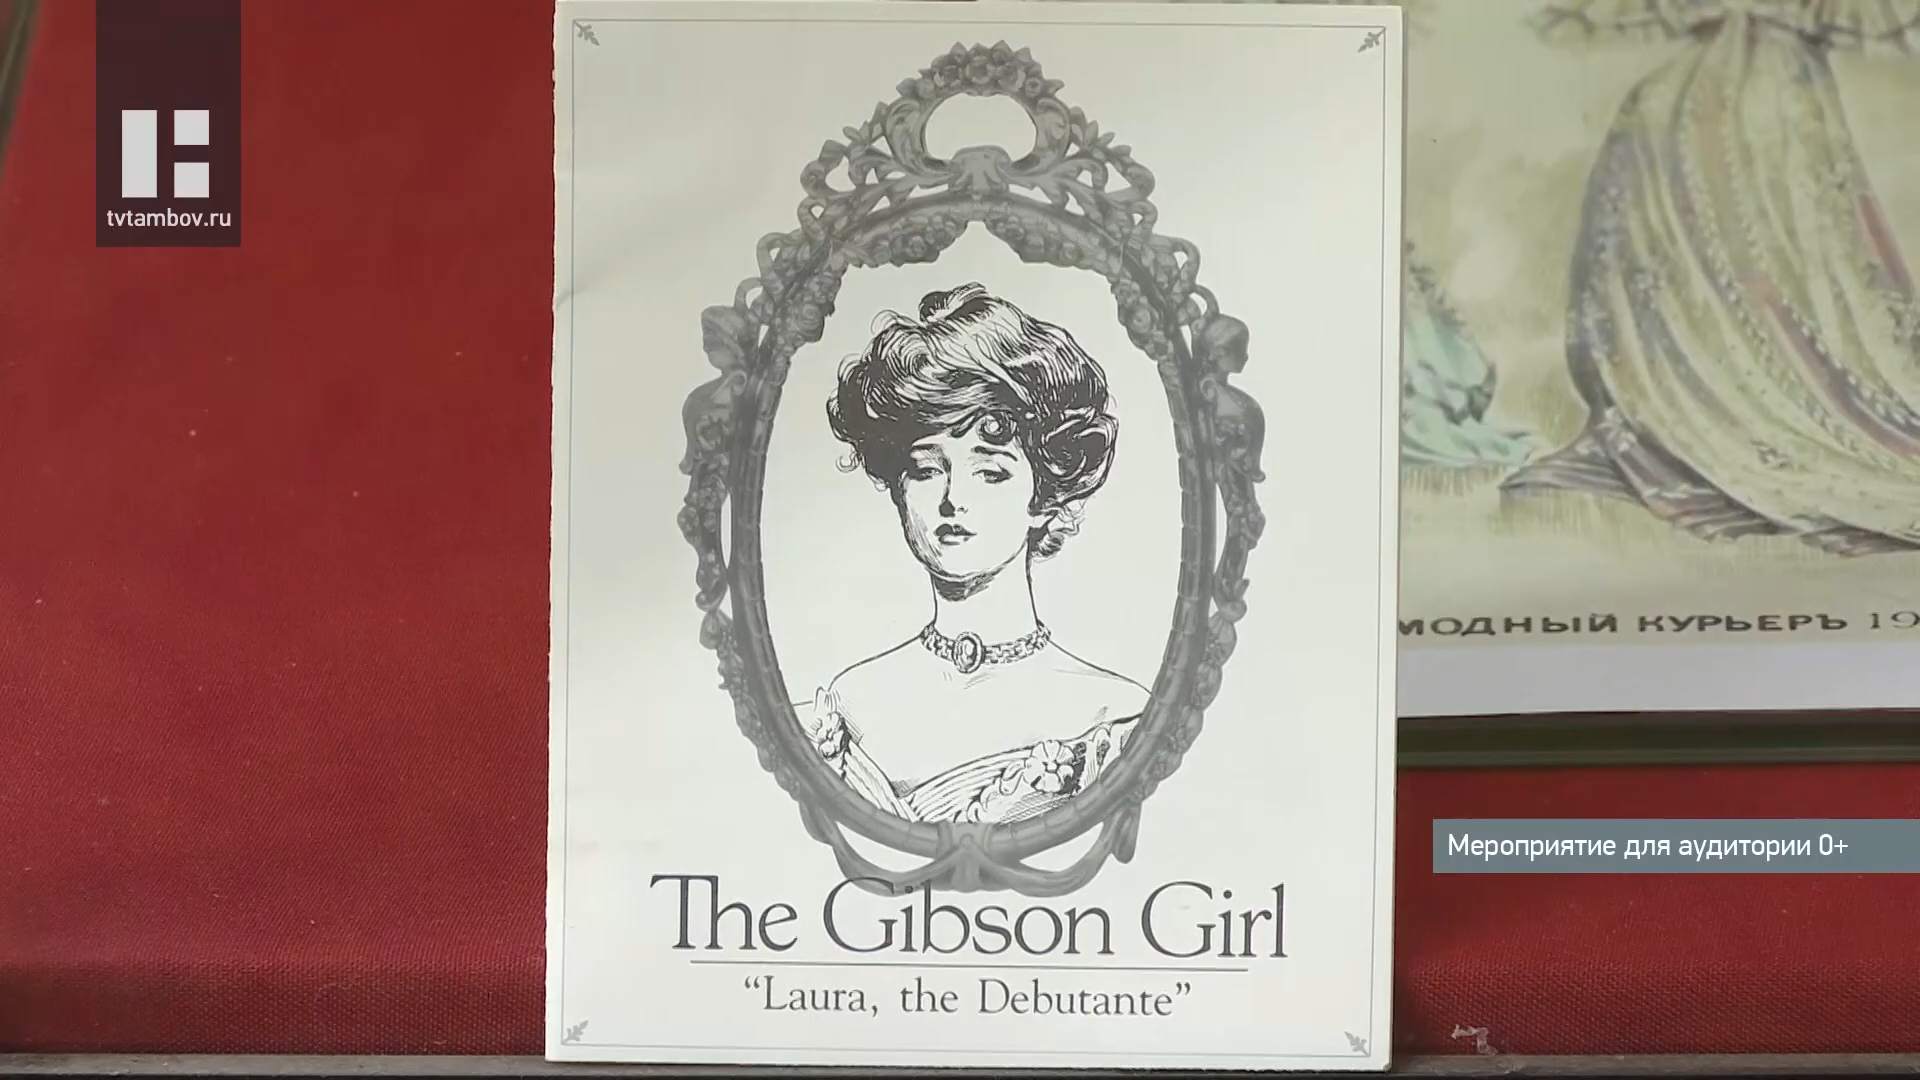 tvtambov.ru
МОДНЫЙ КУРЬЕРЪ 19
Мероприятие для аудитории 0+
The Gibson Girl
“Laura, the Debutante”